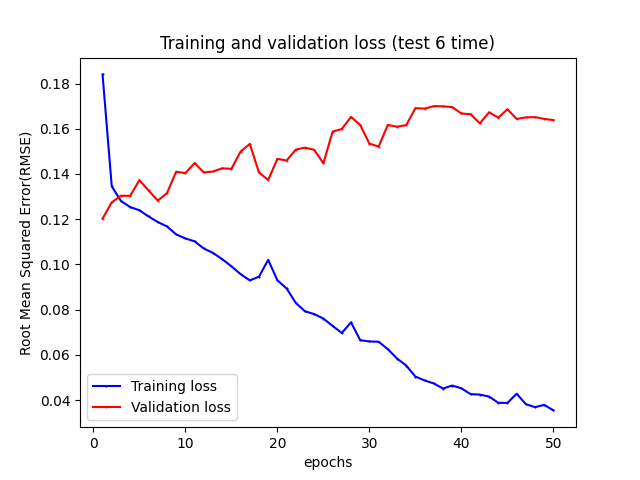 Training and validation loss (test 6 time)
Root Mean Squared Error(RMSE)
0.18
0.16
0.14
0.12
0.10
0.08
0.06
0.04
Training loss
Validation loss
0 10 20 30 40 50
epochs